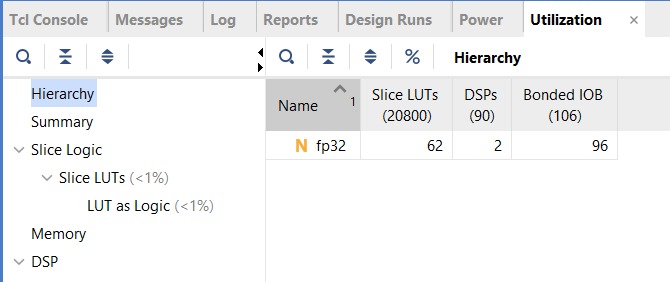 Tcl Console Messages Log Reports Design Runs Power Utilization ×
Hierarchy
Hierarchy
Summary
Slice Logic
Slice LUTs (<1%)
LUT as Logic (<1%)
Memory
DSP
Name 1 Slice LUTs (20800) DSPs (90) Bonded IOB (106)
N fp32 62 2 96